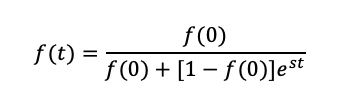 f(t) = f(0) / f(0) + [1 − f(0)]e^{st}